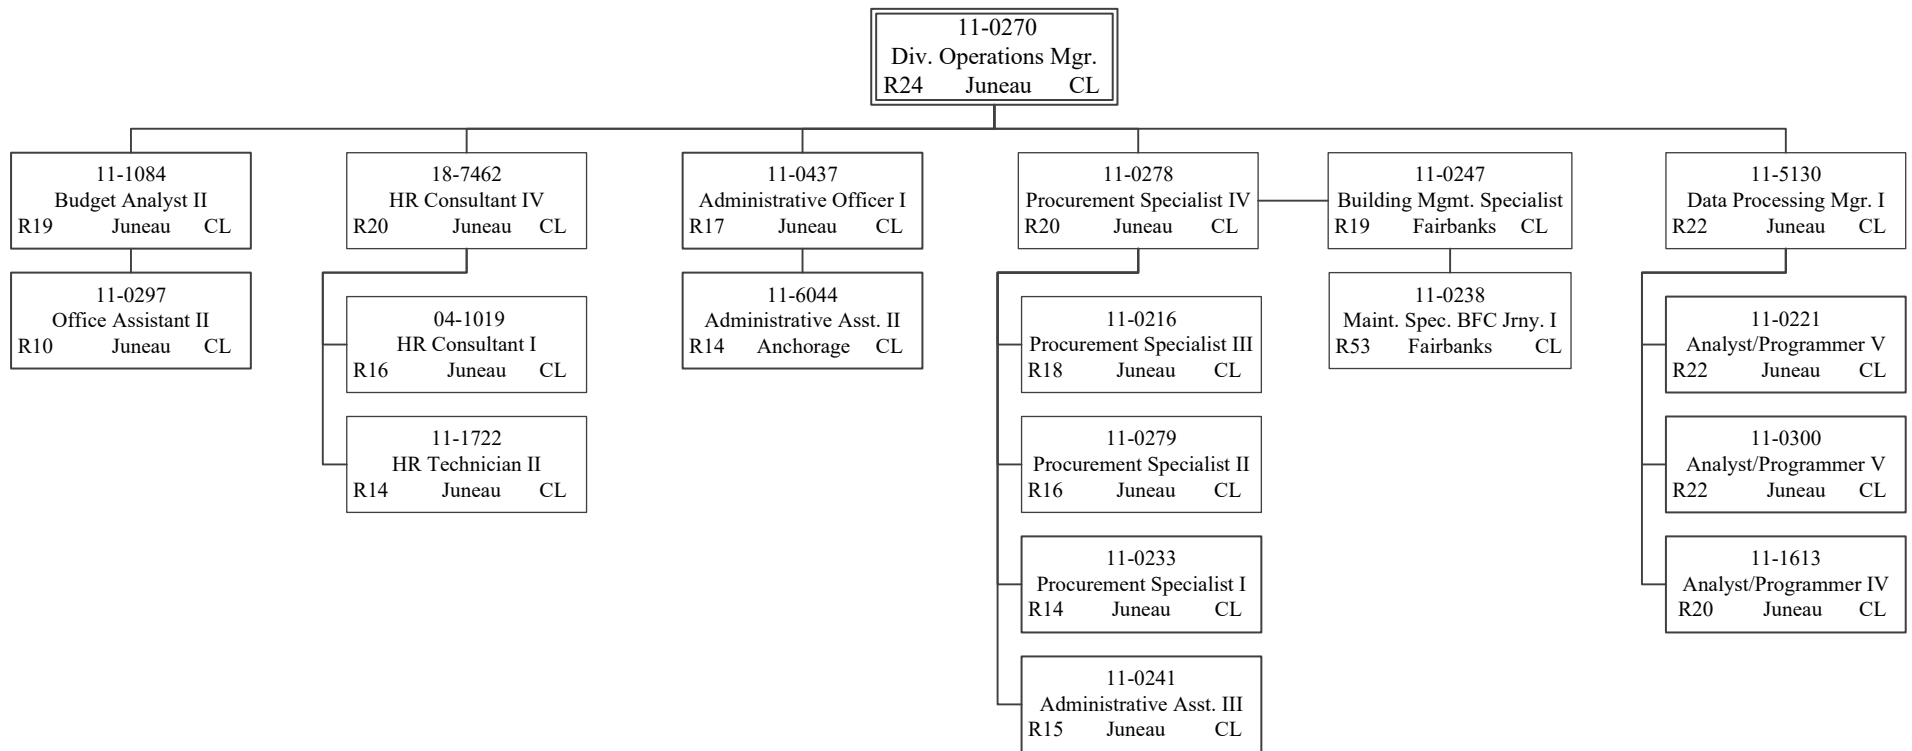 11-0270
Div. Operations Mgr.
R24 Juneau CL
11-1084
Budget Analyst II
R19 Juneau CL
11-0297
Office Assistant II
R10 Juneau CL
18-7462
HR Consultant IV
R20 Juneau CL
04-1019
HR Consultant I
R16 Juneau CL
11-1722
HR Technician II
R14 Juneau CL
11-0437
Administrative Officer I
R17 Juneau CL
11-6044
Administrative Asst. II
R14 Anchorage CL
11-0278
Procurement Specialist IV
R20 Juneau CL
11-0216
Procurement Specialist III
R18 Juneau CL
11-0279
Procurement Specialist II
R16 Juneau CL
11-0233
Procurement Specialist I
R14 Juneau CL
11-0241
Administrative Asst. III
R15 Juneau CL
11-0247
Building Mgmt. Specialist
R19 Fairbanks CL
11-0238
Maint. Spec. BFC Jrny. I
R53 Fairbanks CL
11-5130
Data Processing Mgr. I
R22 Juneau CL
11-0221
Analyst/Programmer V
R22 Juneau CL
11-0300
Analyst/Programmer V
R22 Juneau CL
11-1613
Analyst/Programmer IV
R20 Juneau CL